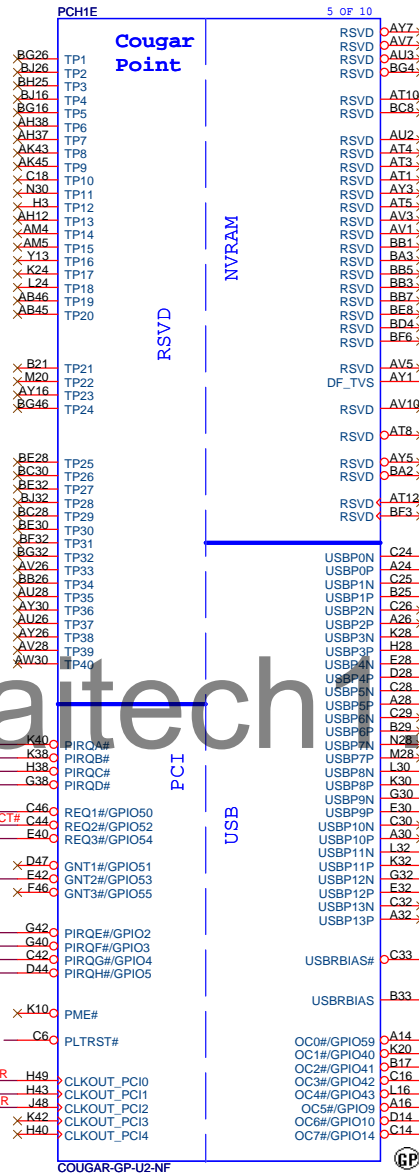 PCH1E
5 OF 10
Cougar
Point
RSVD
NVRAM
PCI
USB
BG26 TP1
BJ26 TP2
BH25 TP3
BJ16 TP4
BG16 TP5
AH38 TP6
AH37 TP7
AK43 TP8
AK45 TP9
C18 TP10
N30 TP11
H3 TP12
AH12 TP13
AM4 TP14
AM5 TP15
Y13 TP16
K24 TP17
L24 TP18
AB46 TP19
AB45 TP20
B21 TP21
M20 TP22
AY16 TP23
BG46 TP24
BE28 TP25
BC30 TP26
BE32 TP27
BJ32 TP28
BC28 TP29
BE30 TP30
BF32 TP31
BG32 TP32
AV26 TP33
BB26 TP34
AU28 TP35
AY30 TP36
AU26 TP37
AY26 TP38
AV28 TP39
AW30 TP40
aitech1
K40 PIRQA#
K38 PIRQB#
H38 PIRQC#
G38 PIRQD#
C46 REQ1#/GPIO50
CT# C44 REQ2#/GPIO52
E40 REQ3#/GPIO54
D47 GNT1#/GPIO51
E42 GNT2#/GPIO53
F46 GNT3#/GPIO55
G42 PIRQE#/GPIO2
G40 PIRQF#/GPIO3
C42 PIRQG#/GPIO4
D44 PIRQH#/GPIO5
K10 PME#
C6 PLTRST#
R H49 CLKOUT_PCI0
H43 CLKOUT_PCI1
R J48 CLKOUT_PCI2
K42 CLKOUT_PCI3
H40 CLKOUT_PCI4
RSVD AY7
RSVD AV7
RSVD AU3
RSVD BG4
RSVD AT10
RSVD BC8
RSVD AU2
RSVD AT4
RSVD AT3
RSVD AT1
RSVD AY3
RSVD AT5
RSVD AV3
RSVD AV1
RSVD BB1
RSVD BA3
RSVD BB5
RSVD BB3
RSVD BB7
RSVD BE8
RSVD BD4
RSVD BF6
RSVD AV5
DF_TVS AY1
RSVD AV10
RSVD AT8
RSVD AY5
RSVD BA2
RSVD AT12
RSVD BF3
USBP0N C24
USBP0P A24
USBP1N C25
USBP1P B25
USBP2N C26
USBP2P A26
USBP3N K28
USBP3P H28
USBP4N E28
USBP4P D28
USBP5N C28
USBP5P A28
USBP6N C29
USBP6P B29
USBP7N N28
USBP7P M28
USBP8N L30
USBP8P K30
USBP9N G30
USBP9P E30
USBP10N C30
USBP10P A30
USBP11N L32
USBP11P K32
USBP12N G32
USBP12P E32
USBP13N C32
USBP13P A32
USBRBIAS# C33
USBRBIAS B33
OC0#/GPIO59 A14
OC1#/GPIO40 K20
OC2#/GPIO41 B17
OC3#/GPIO42 C16
OC4#/GPIO43 L16
OC5#/GPIO9 A16
OC6#/GPIO10 D14
OC7#/GPIO14 C14
COUGAR-GP-U2-NF
GP